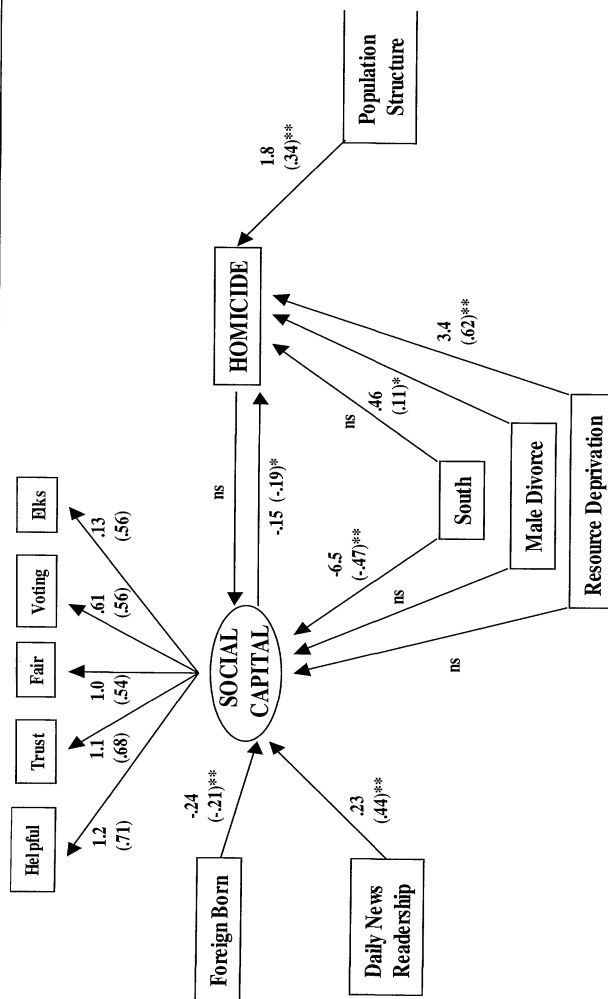 Helpful
Trust
Fair
Voting
Elks
1.2
(.71)
1.1
(.68)
1.0
(.54)
.61
(.56)
.13
(.56)
Foreign Born
-.24
(-.21)**
SOCIAL
CAPITAL
ns
-.15 (-.19)*
HOMICIDE
1.8
(.34)**
Population
Structure
Daily News
Readership
.23
(.44)**
-6.5
(-.47)**
ns
ns
South
ns
.46
(.11)*
3.4
(.62)**
Male Divorce
Resource Deprivation